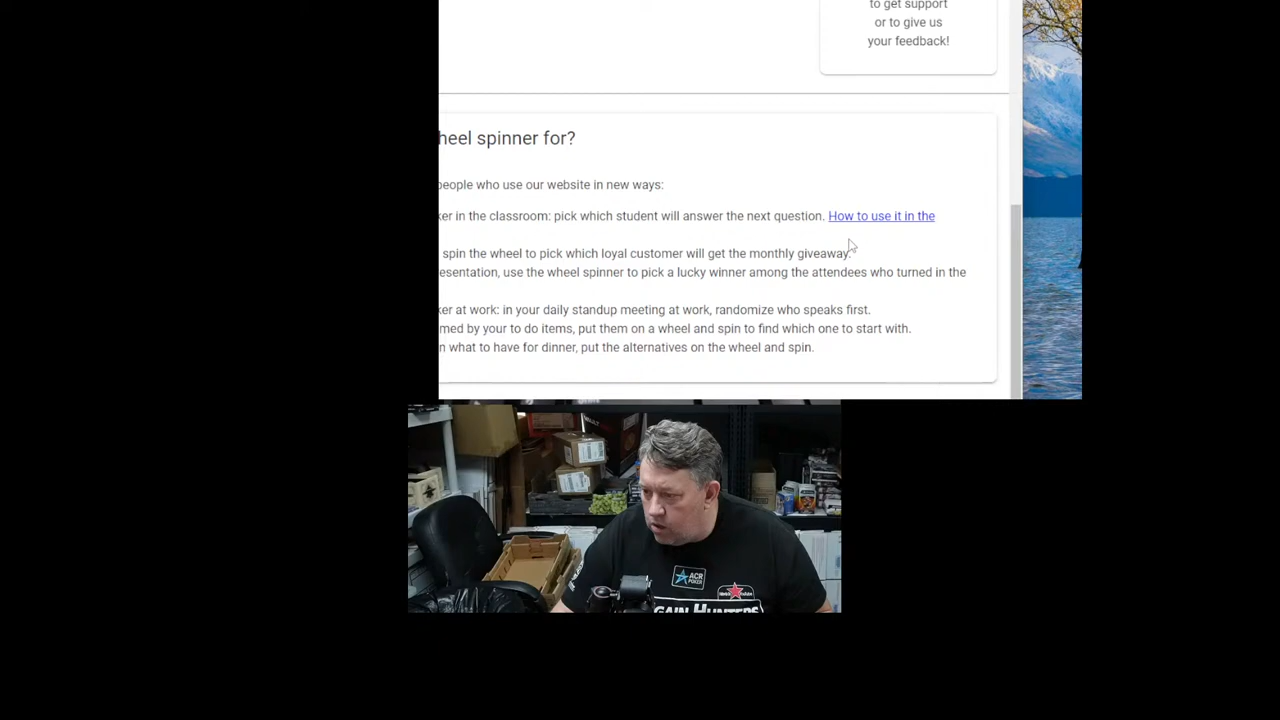 to get support
or to give us
your feedback!
heel spinner for?
people who use our website in new ways:
ker in the classroom: pick which student will answer the next question. How to use it in the
spin the wheel to pick which loyal customer will get the monthly giveaway.
esentation, use the wheel spinner to pick a lucky winner among the attendees who turned in the
ker at work: in your daily standup meeting at work, randomize who speaks first.
med by your to do items, put them on a wheel and spin to find which one to start with.
n what to have for dinner, put the alternatives on the wheel and spin.
ACR
POKER
GAIN HUNTERS